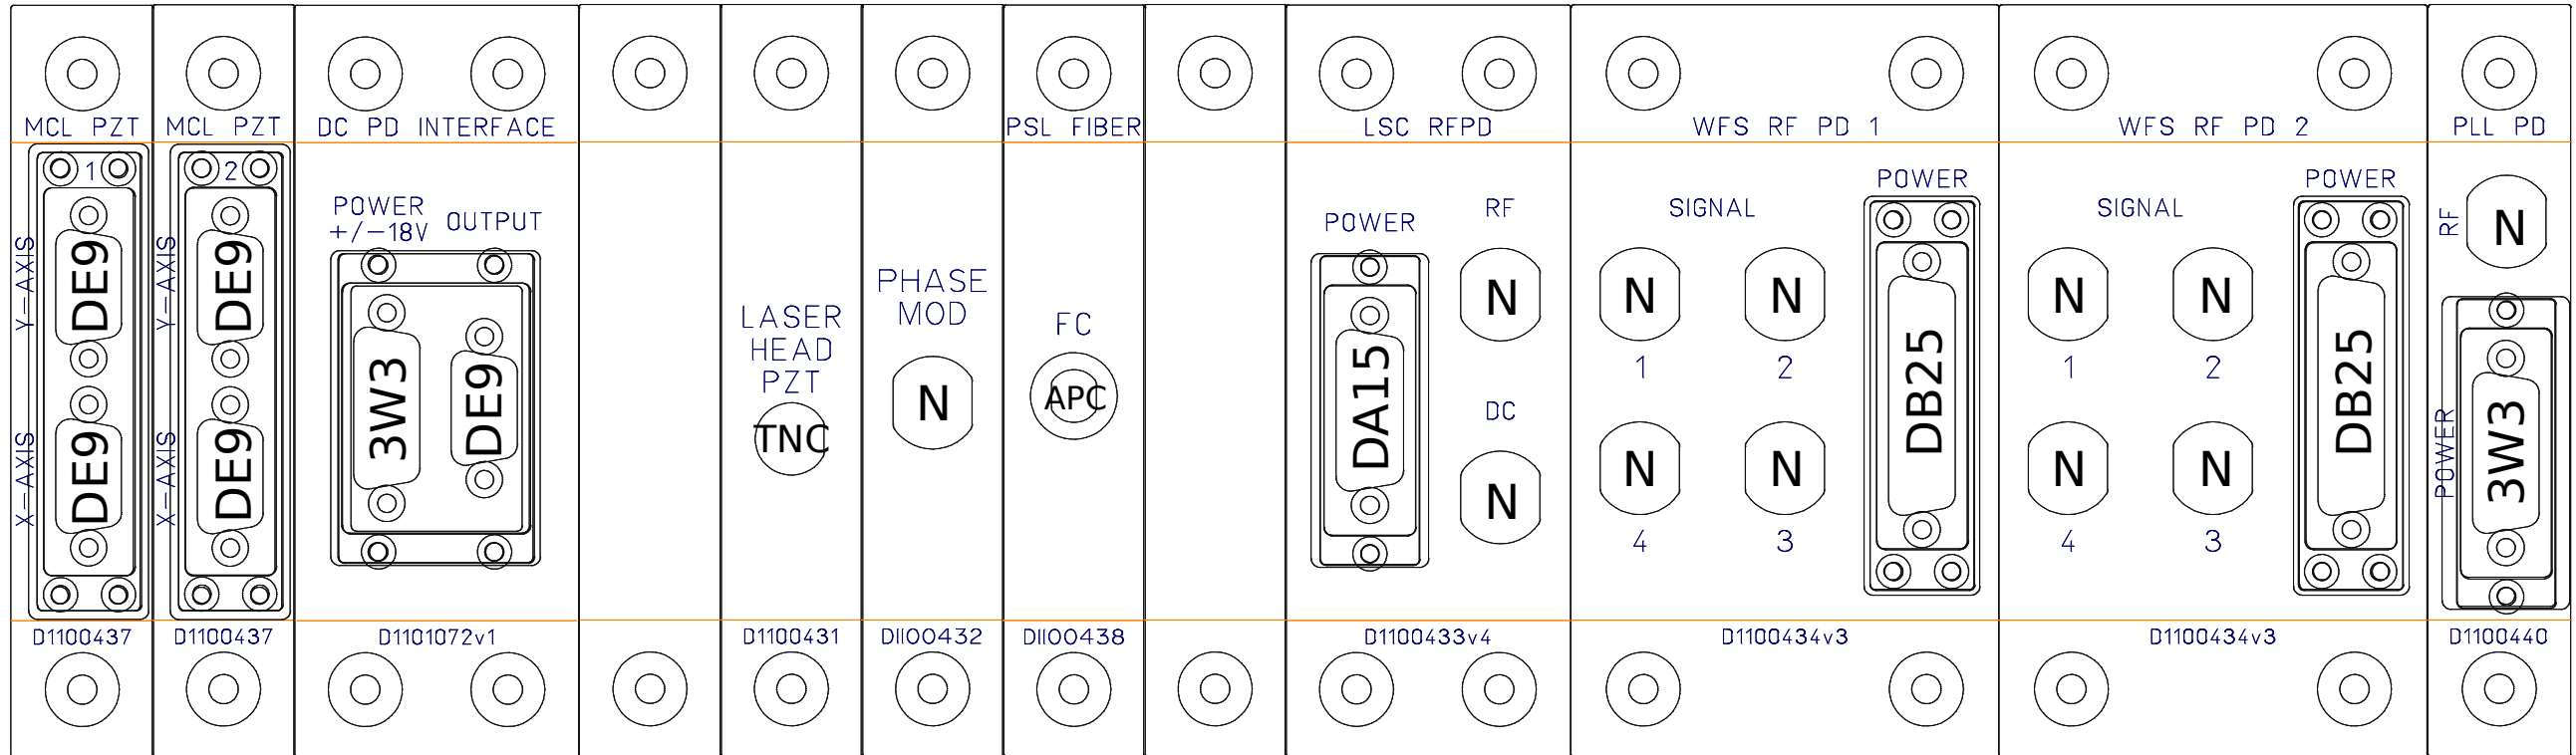 MCL PZT
1
Y-AXIS
DE9
X-AXIS
DE9
D1100437
MCL PZT
2
Y-AXIS
DE9
X-AXIS
DE9
D1100437
DC PD INTERFACE
POWER
+/-18V
OUTPUT
3W3
DE9
D1101072v1
LASER
HEAD
PZT
TNC
D1100431
PHASE
MOD
N
D1100432
PSL FIBER
FC
APC
D1100438
LSC RFPD
POWER
DA15
RF
N
DC
N
D1100433v4
WFS RF PD 1
SIGNAL
N N
1 2
N N
4 3
POWER
DB25
D1100434v3
WFS RF PD 2
SIGNAL
N N
1 2
N N
4 3
POWER
DB25
D1100434v3
PLL PD
RF
N
POWER
3W3
D1100440